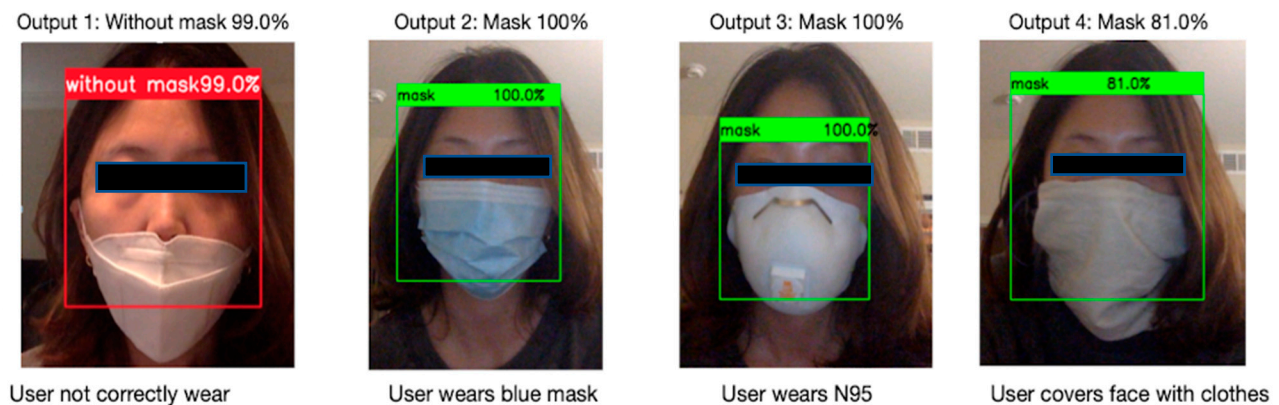 Output 1: Without mask 99.0%
Output 2: Mask 100%
Output 3: Mask 100%
Output 4: Mask 81.0%
without mask99.0%
mask 100.0%
mask 100.0%
mask 81.0%
User not correctly wear
User wears blue mask
User wears N95
User covers face with clothes